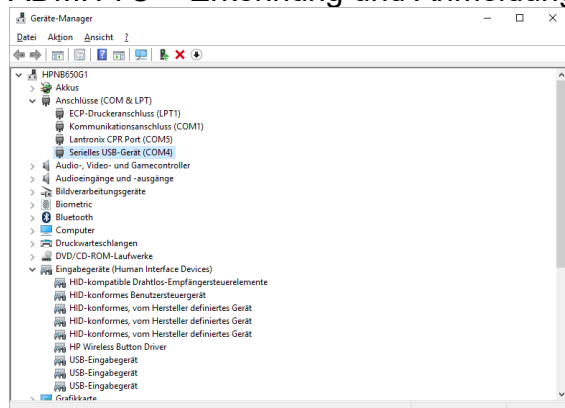 Erkennung und Anmeldung
Geräte-Manager
Datei Aktion Ansicht ?
HPNB650G1
Akkus
Anschlüsse (COM & LPT)
ECP-Druckeranschluss (LPT1)
Kommunikationsanschluss (COM1)
Lantronix CPR Port (COM5)
Serielles USB-Gerät (COM4)
Audio-, Video- und Gamecontroller
Audioeingänge und -ausgänge
Bildverarbeitungsgeräte
Biometric
Bluetooth
Computer
Druckwarteschlangen
DVD/CD-ROM-Laufwerke
Eingabegeräte (Human Interface Devices)
HID-kompatible Drahtlos-Empfängersteuerelemente
HID-konformes Benutzersteuergerät
HID-konformes, vom Hersteller definiertes Gerät
HID-konformes, vom Hersteller definiertes Gerät
HID-konformes, vom Hersteller definiertes Gerät
HP Wireless Button Driver
USB-Eingabegerät
USB-Eingabegerät
USB-Eingabegerät
Grafikkarte